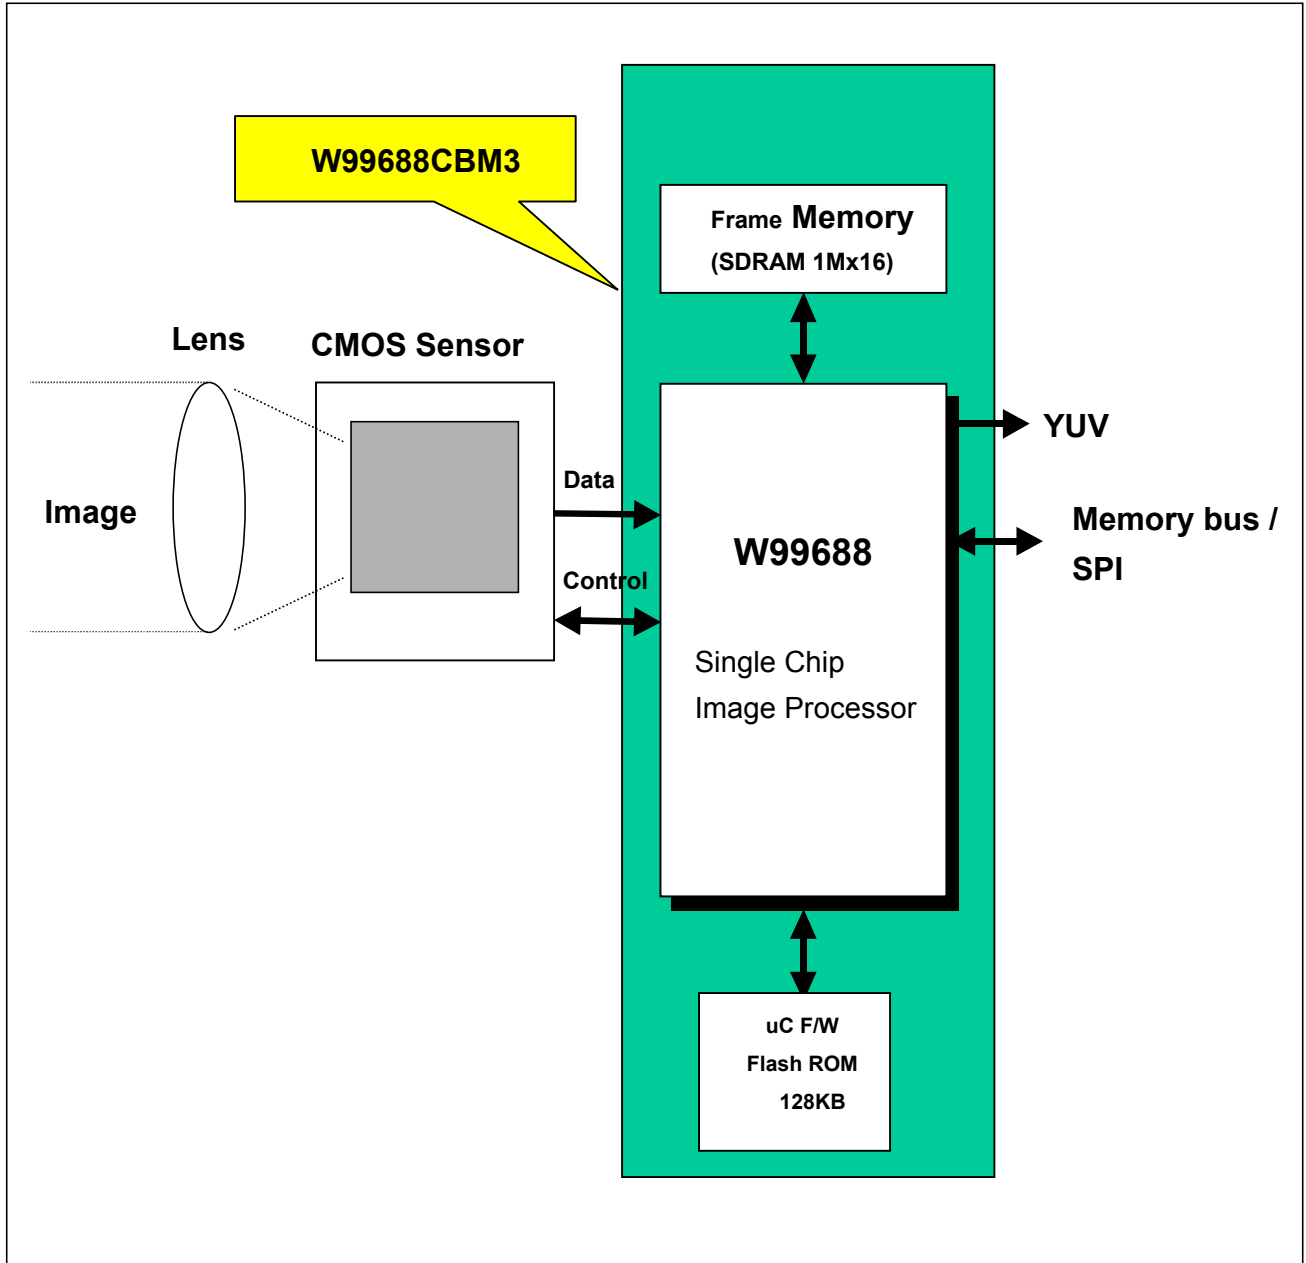 W99688CBM3
Frame Memory
(SDRAM 1Mx16)
Lens
CMOS Sensor
Image
Data
Control
W99688
Single Chip
Image Processor
YUV
Memory bus /
SPI
uC F/W
Flash ROM
128KB